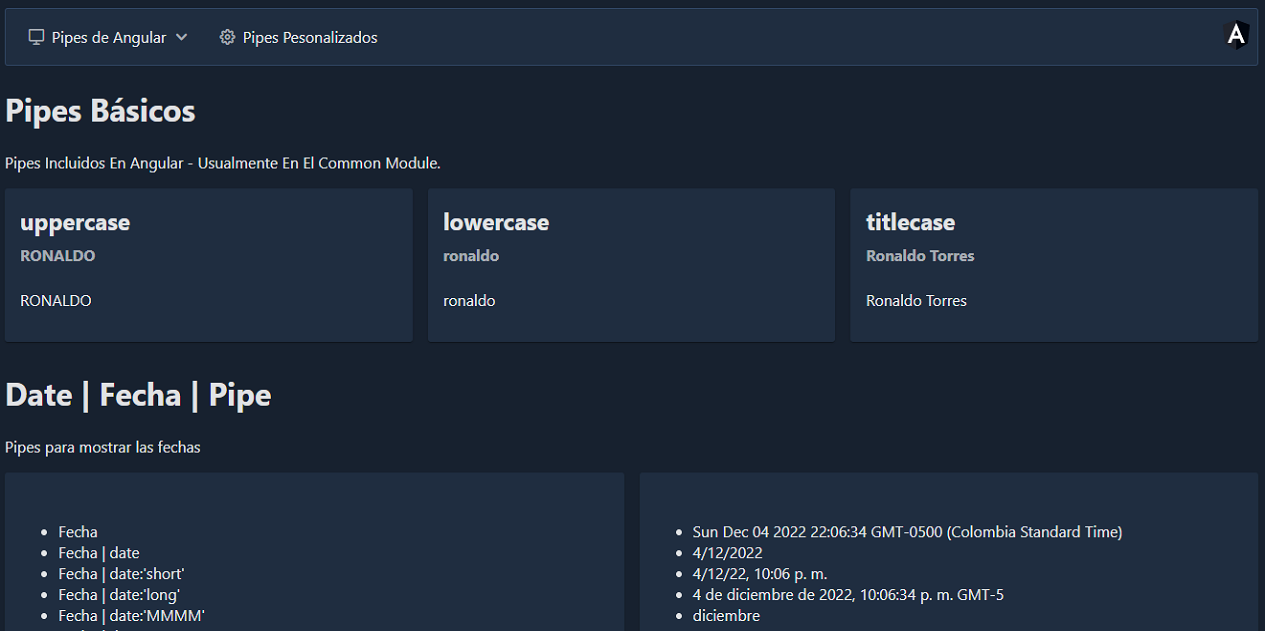 Pipes de Angular
Pipes Pesonalizados
A
Pipes Básicos
Pipes Incluidos En Angular - Usualmente En El Common Module.
uppercase
RONALDO
RONALDO
lowercase
ronaldo
ronaldo
titlecase
Ronaldo Torres
Ronaldo Torres
Date | Fecha | Pipe
Pipes para mostrar las fechas
Fecha
Fecha | date
Fecha | date:'short'
Fecha | date:'long'
Fecha | date:'MMMM'
Sun Dec 04 2022 22:06:34 GMT-0500 (Colombia Standard Time)
4/12/2022
4/12/22, 10:06 p. m.
4 de diciembre de 2022, 10:06:34 p. m. GMT-5
diciembre